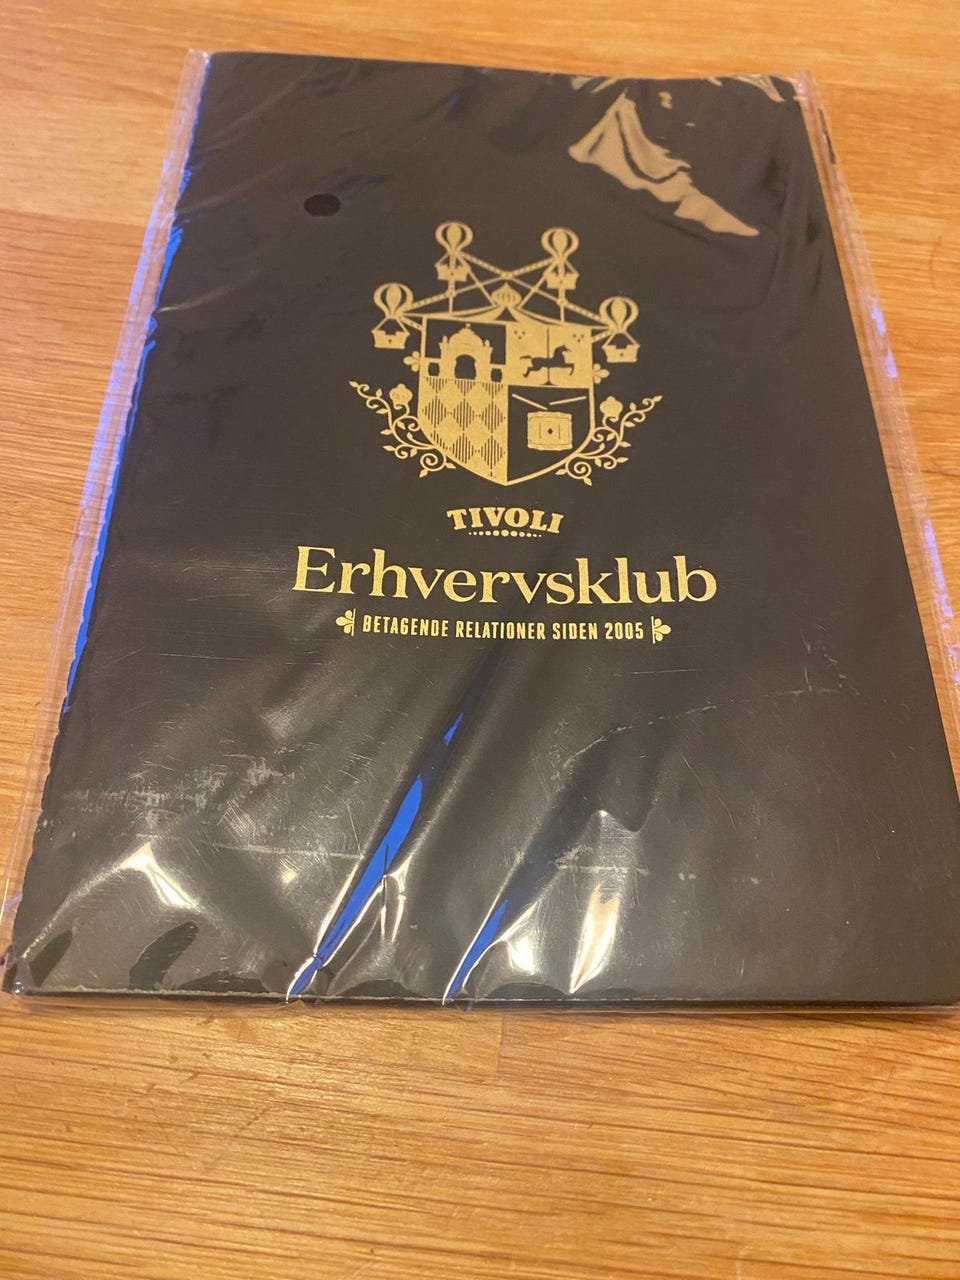 TIVOLI
Erhvervsklub
BETAGENDE RELATIONER SIDEN 2005